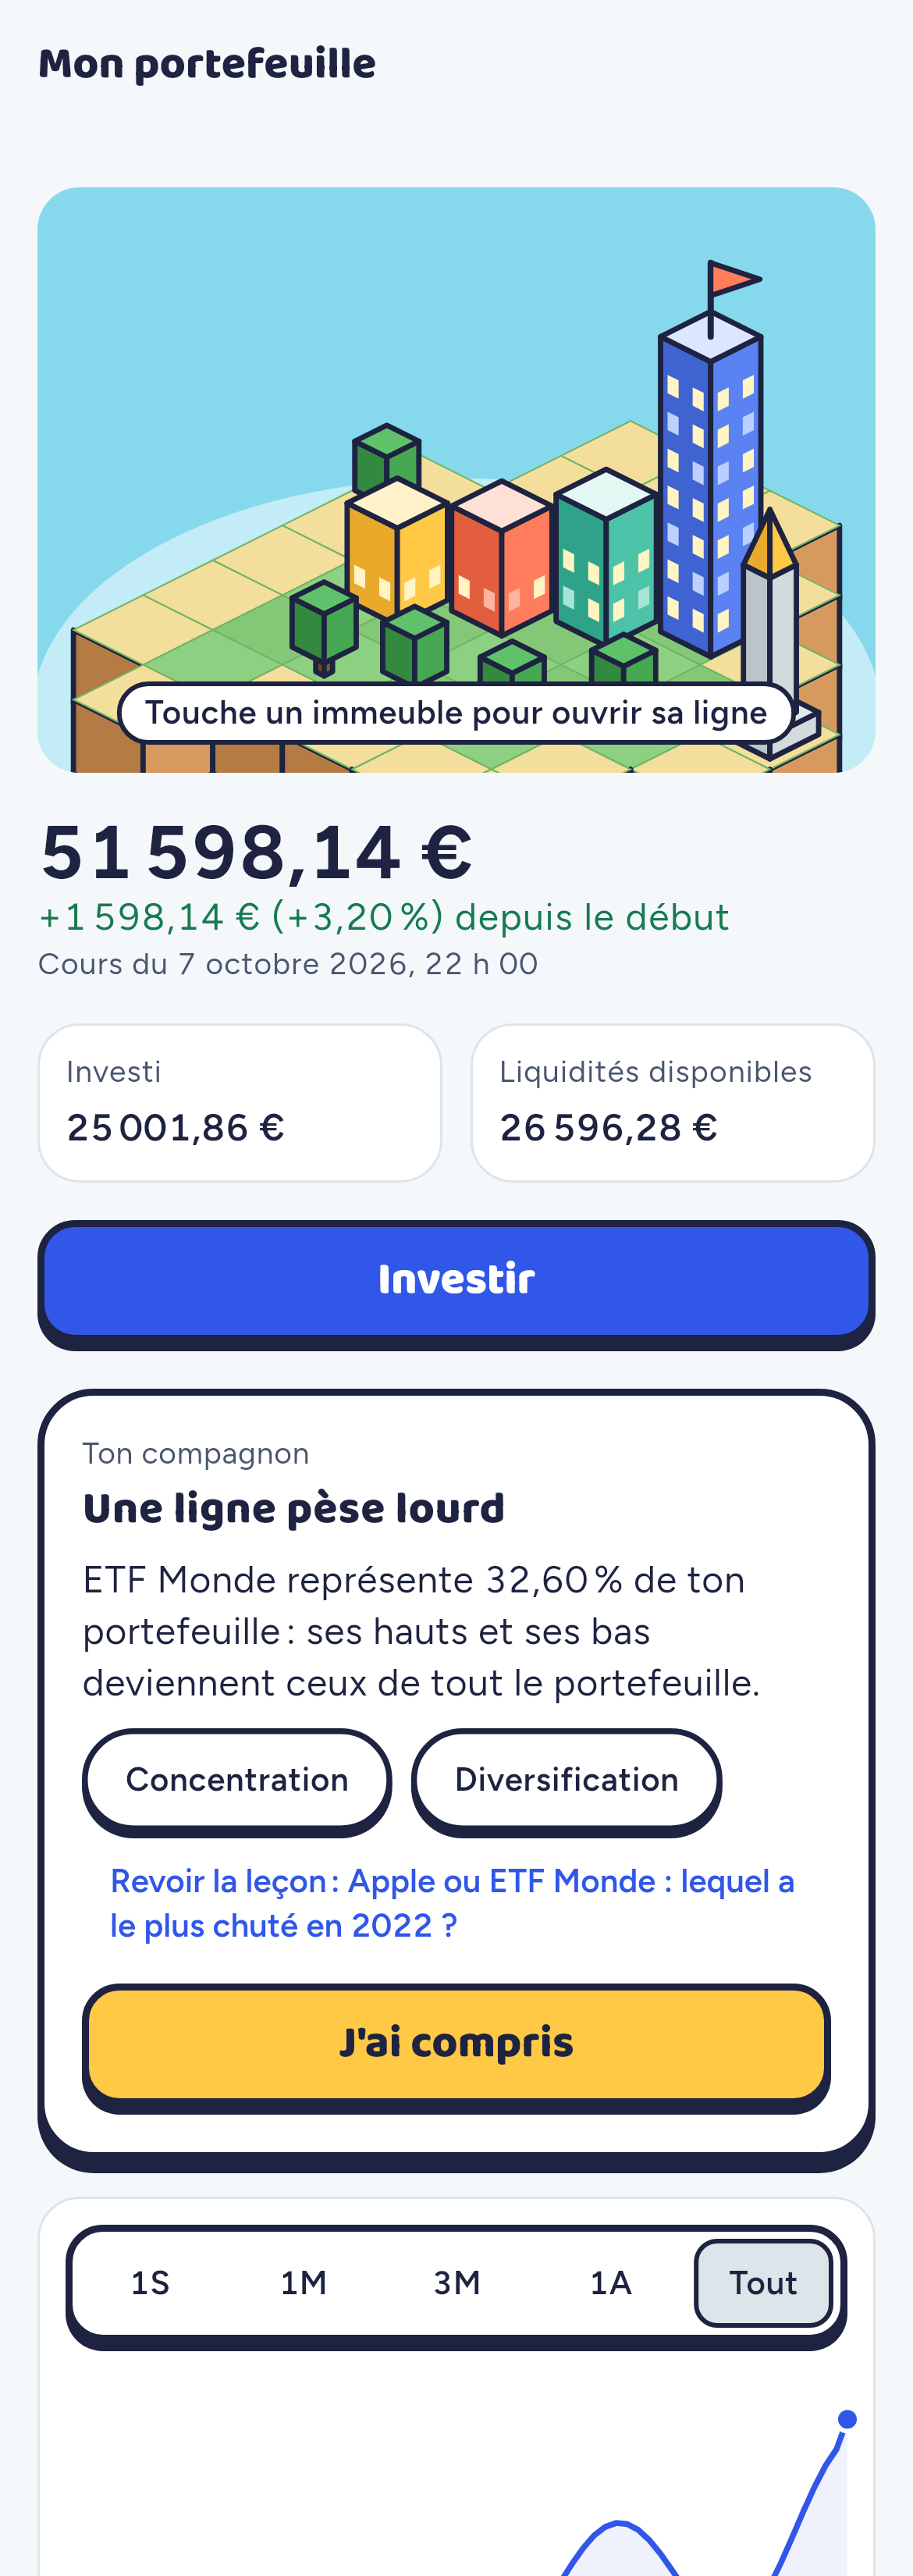 Mon portefeuille
Touche un immeuble pour ouvrir sa ligne
51 598,14 €
+1 598,14 € (+3,20 %) depuis le début
Cours du 7 octobre 2026, 22 h 00
Investi
25 001,86 €
Liquidités disponibles
26 596,28 €
Investir
Ton compagnon
Une ligne pèse lourd
ETF Monde représente 32,60 % de ton
portefeuille : ses hauts et ses bas
deviennent ceux de tout le portefeuille.
Concentration
Diversification
Revoir la leçon : Apple ou ETF Monde : lequel a
le plus chuté en 2022 ?
J'ai compris
1S
1M
3M
1A
Tout